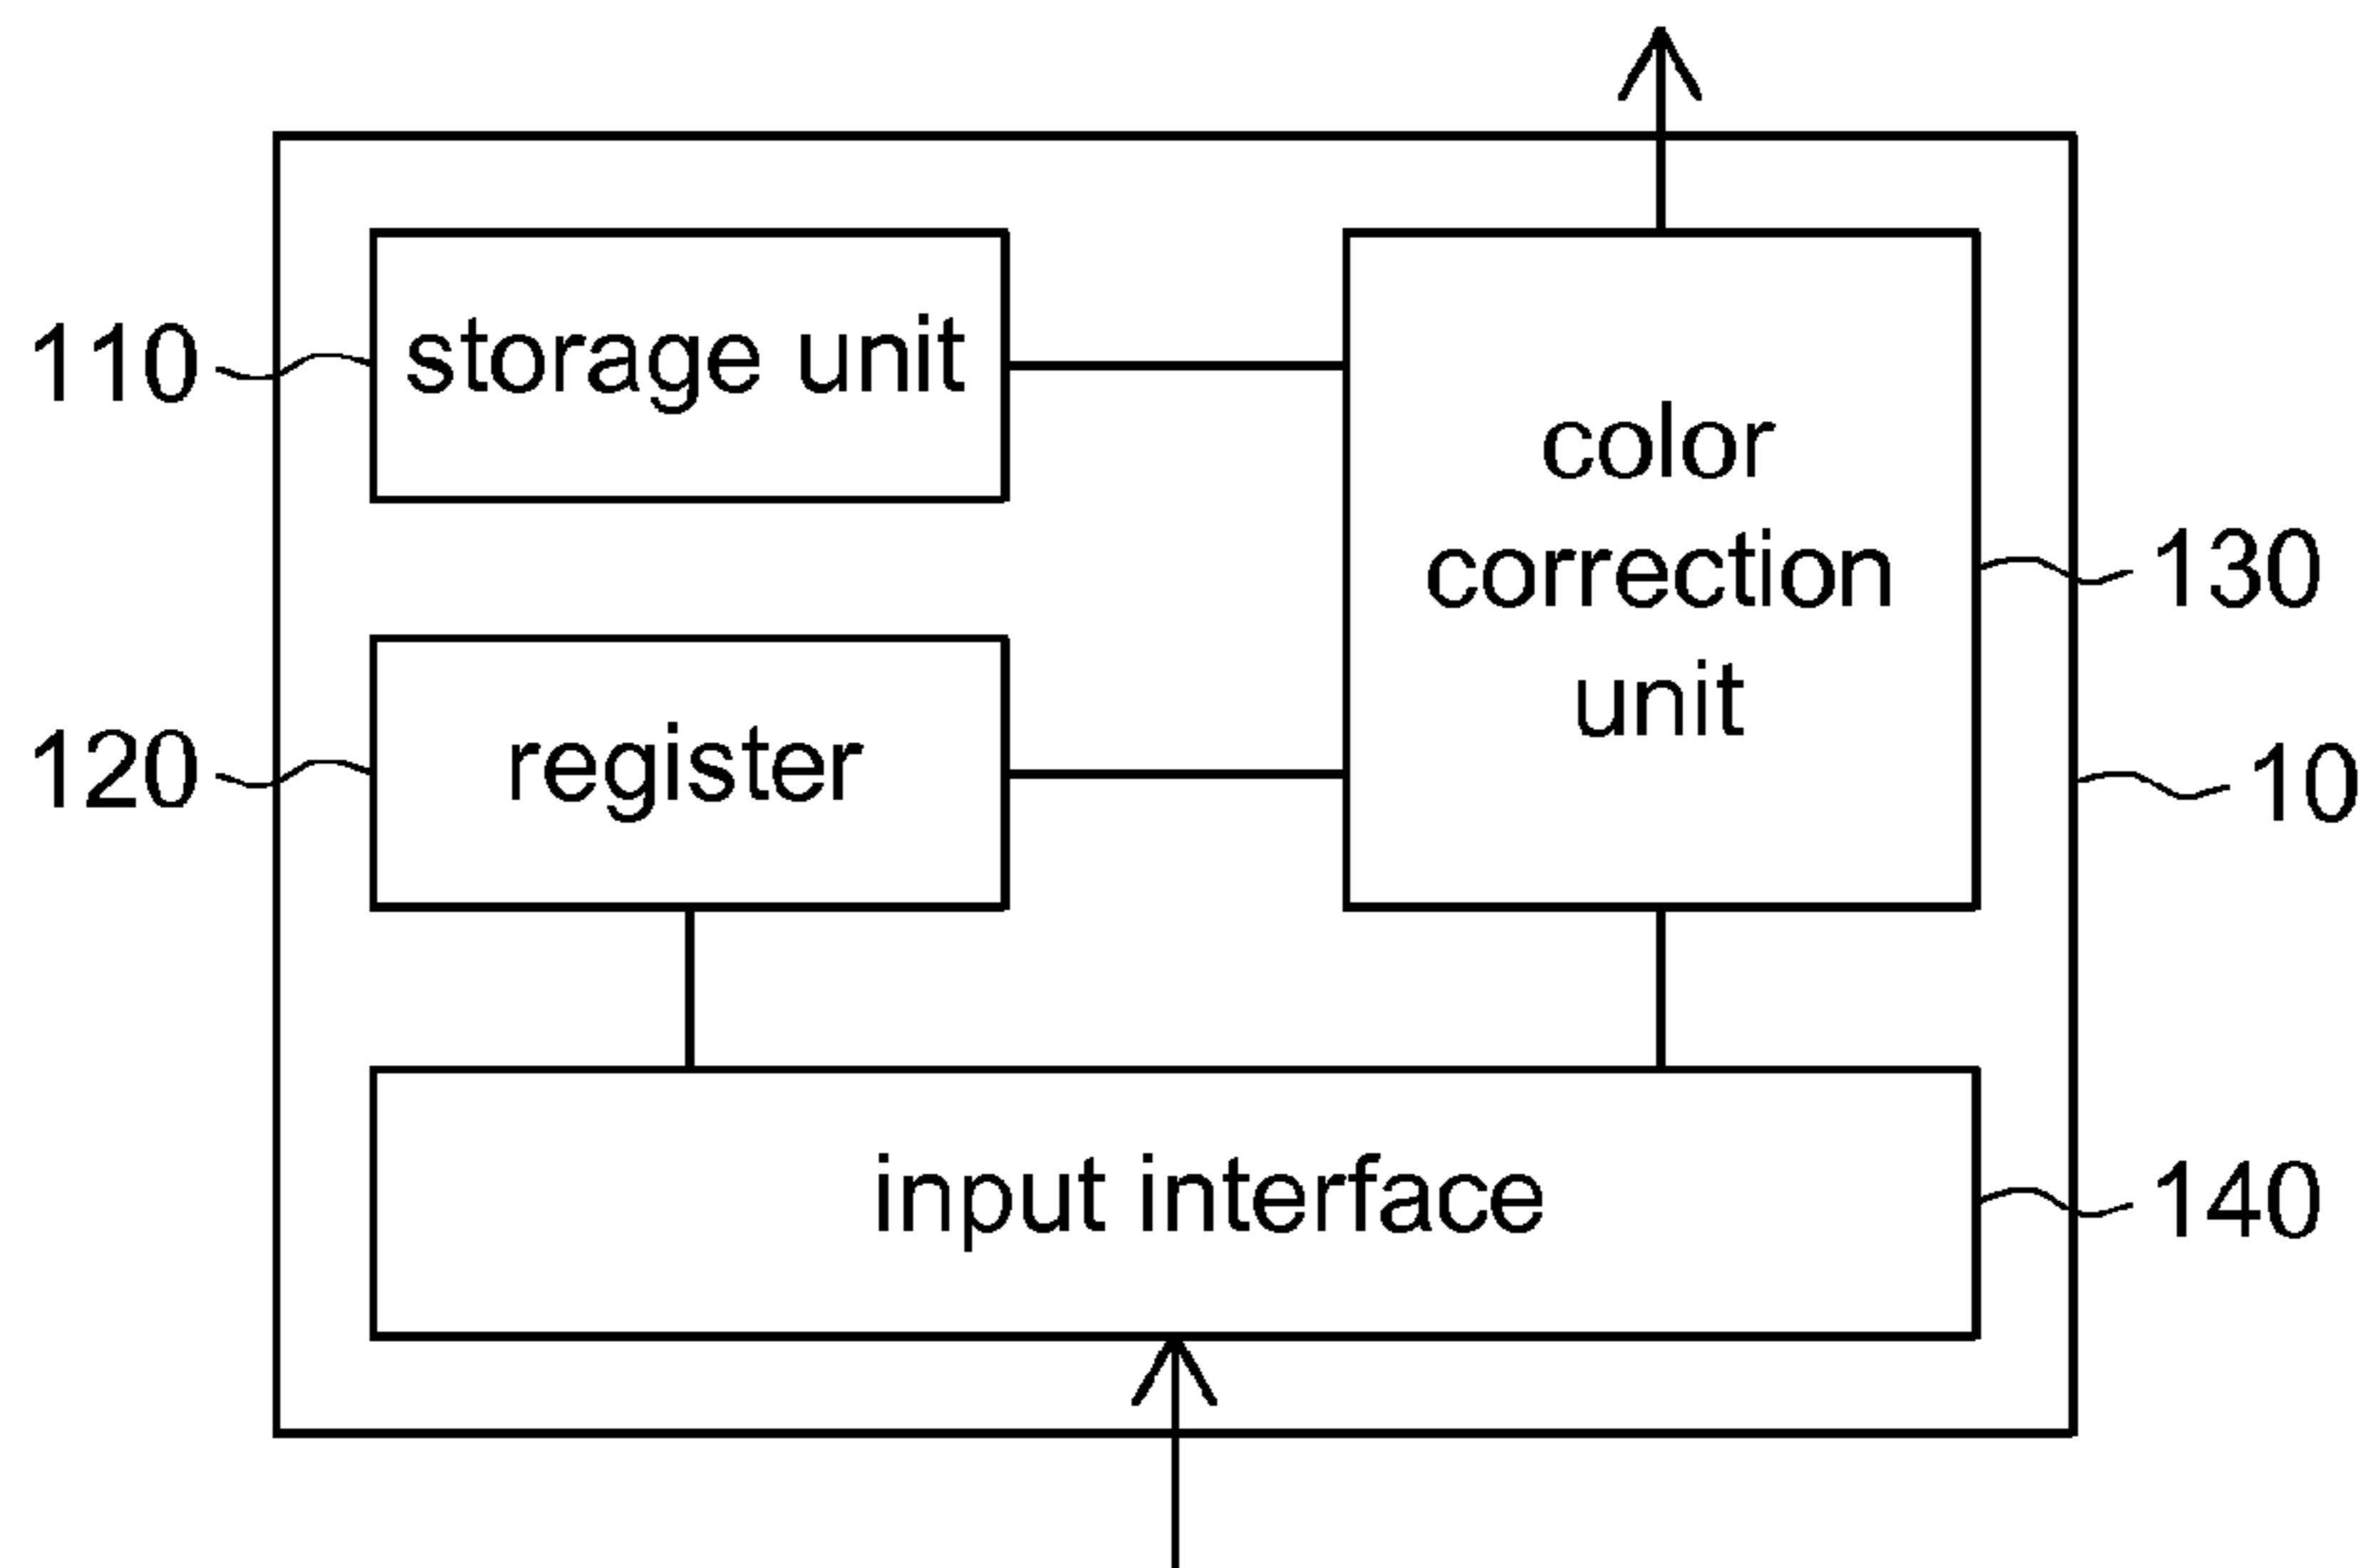 110
storage unit
color
correction
unit
130
120
register
10
input interface
140